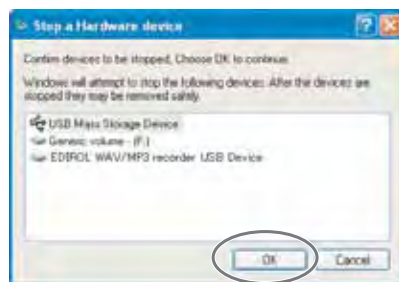 Stop a Hardware device
Confirm devices to be stopped, Choose OK to continue.
Windows will attempt to stop the following devices. After the devices are
stopped they may be removed safely.
USB Mass Storage Device
Generic volume - (F:)
EDIROL WAV/MP3 recorder USB Device
OK
Cancel